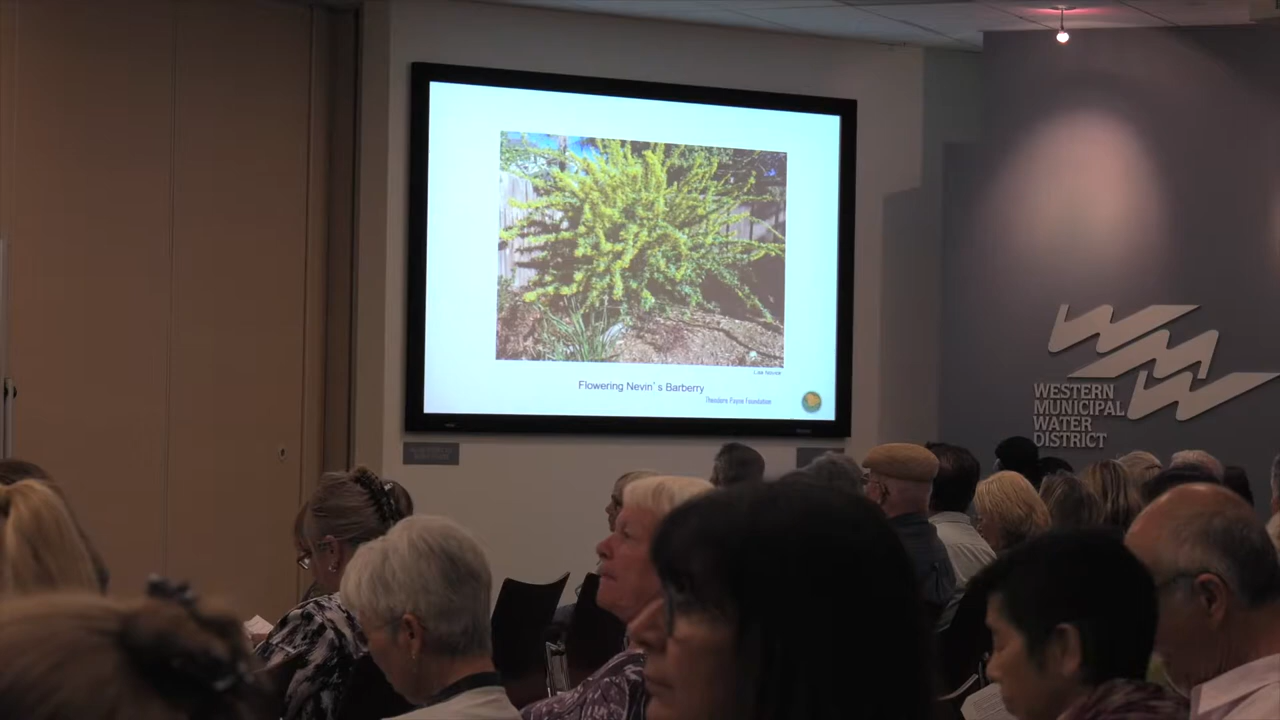 Flowering Nevin's Barberry
Theodore Payne Foundation
WESTERN
MUNICIPAL
WATER
DISTRICT